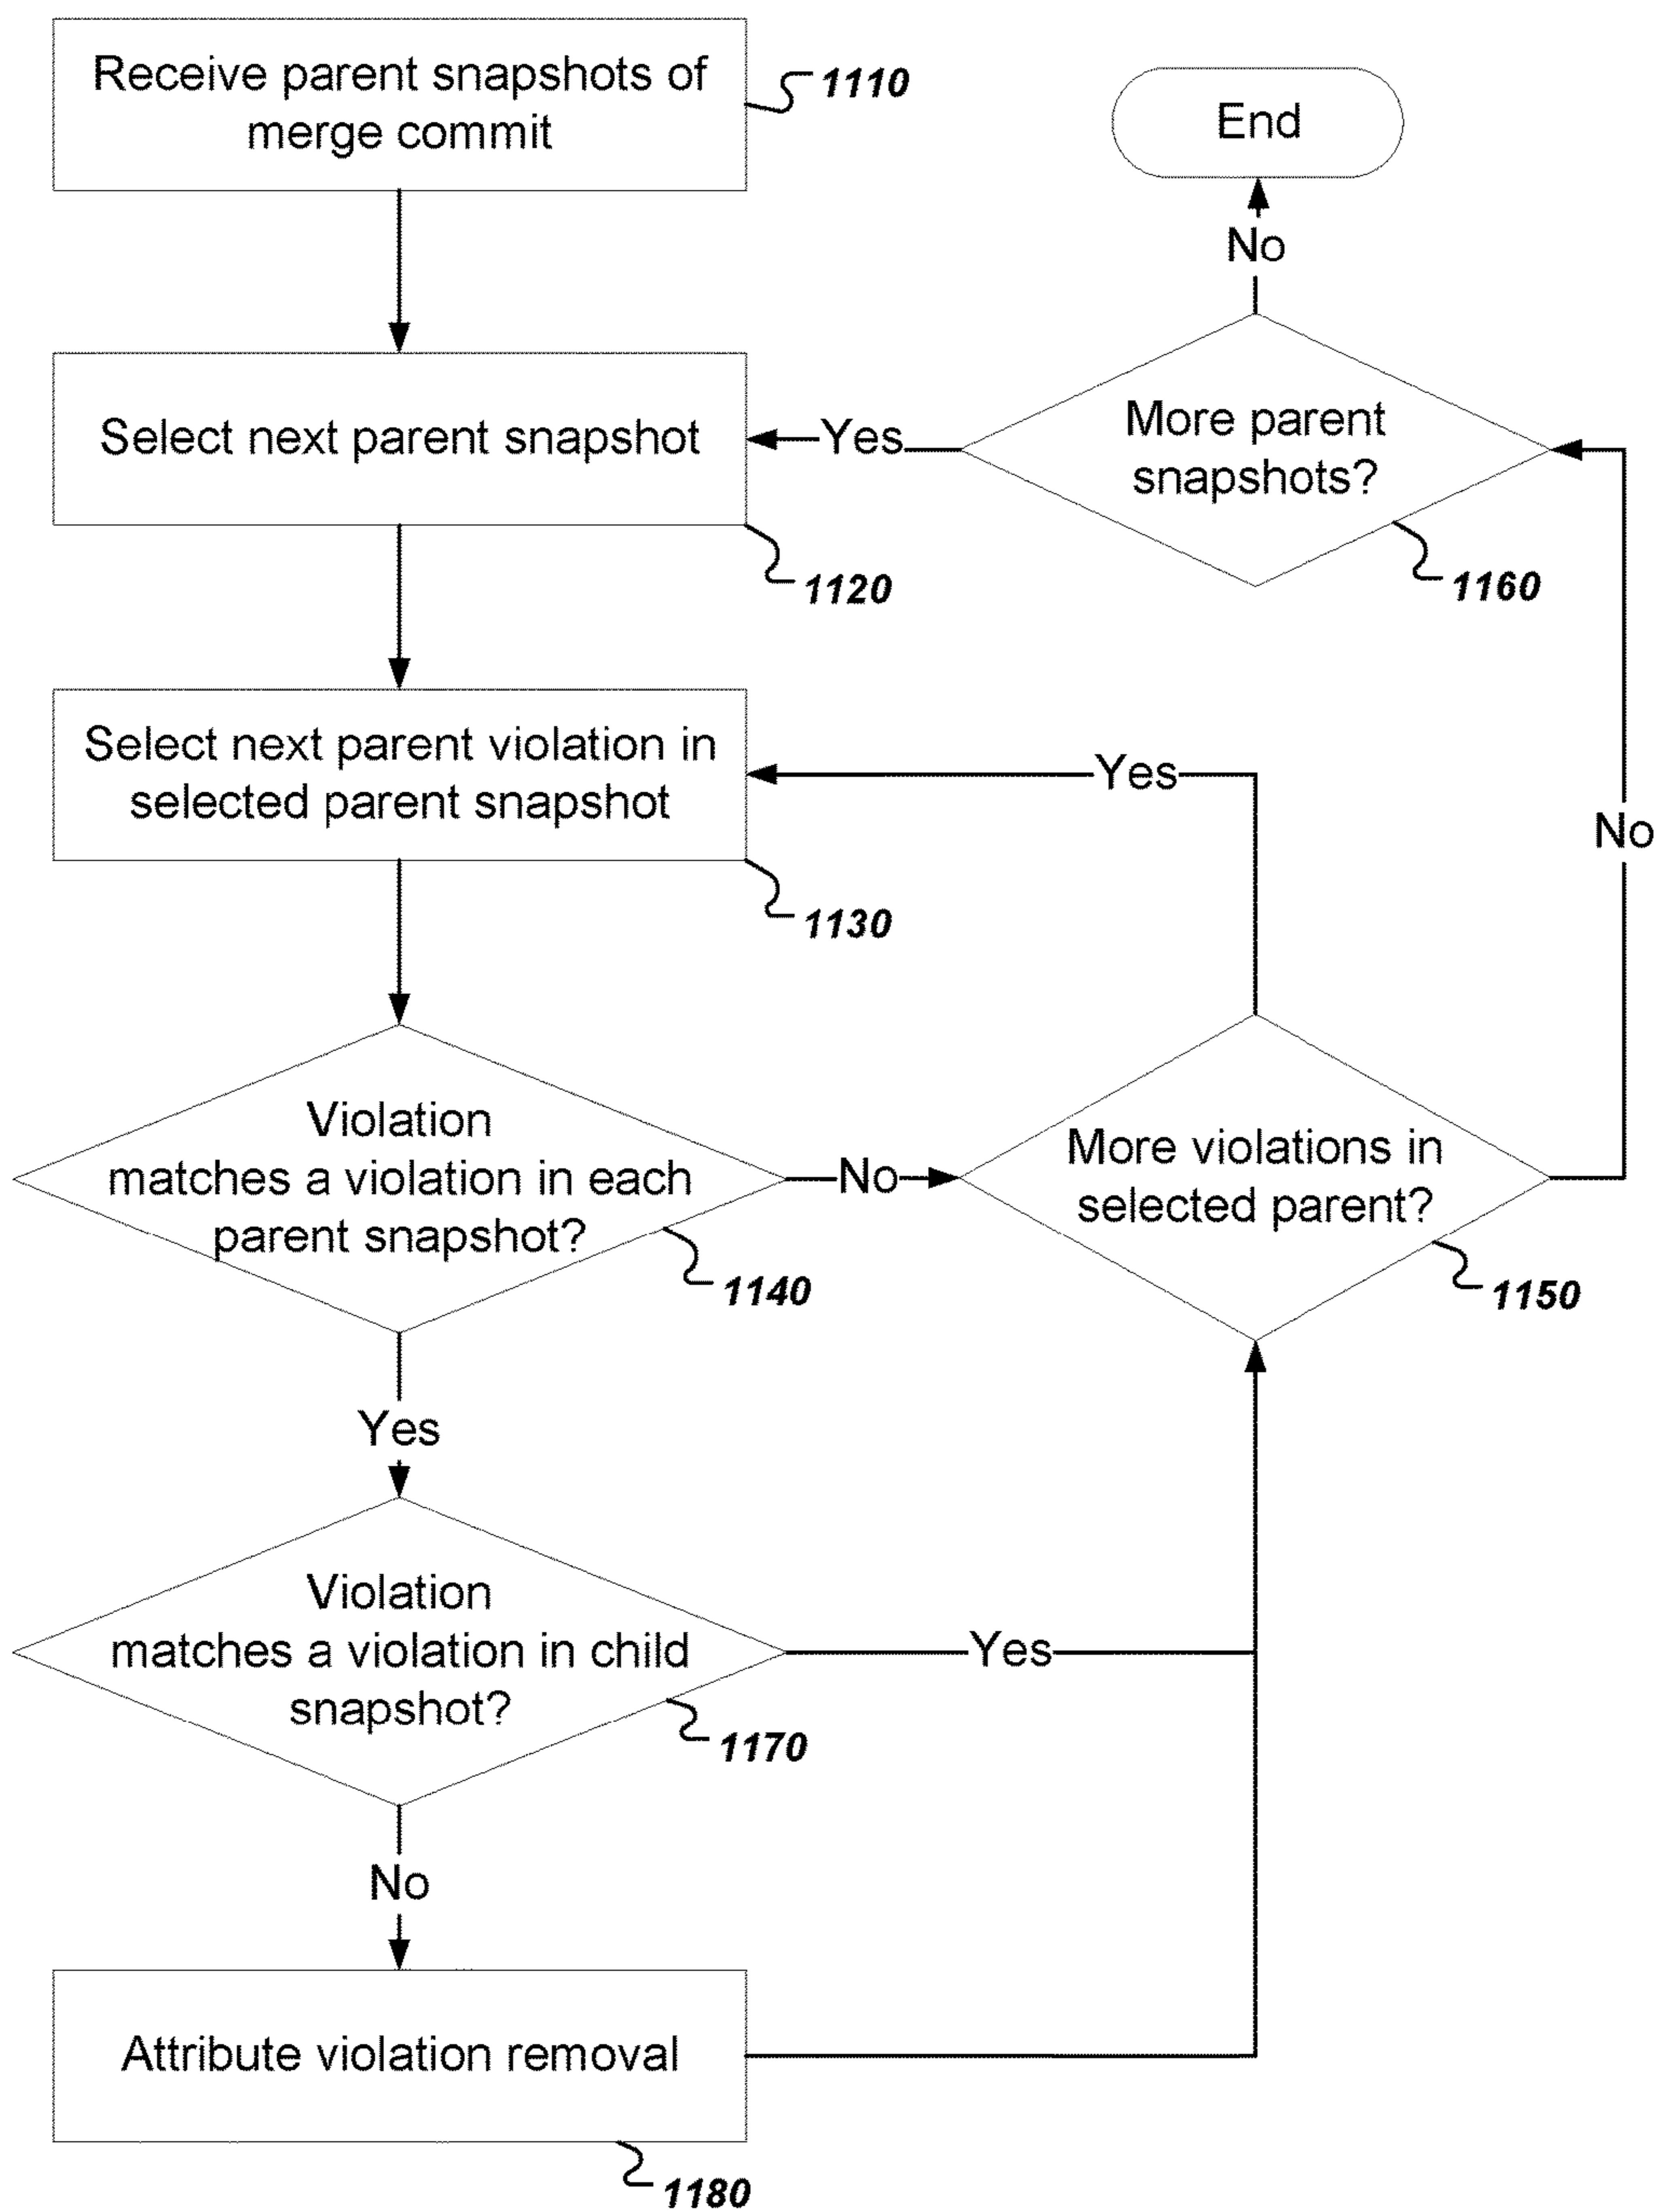 Receive parent snapshots of
merge commit
1110
End
No
Select next parent snapshot
1120
Yes
More parent
snapshots?
1160
Select next parent violation in
selected parent snapshot
1130
Yes
No
Violation
matches a violation in each
parent snapshot?
1140
No
More violations in
selected parent?
1150
Yes
Violation
matches a violation in child
snapshot?
1170
Yes
No
Attribute violation removal
1180